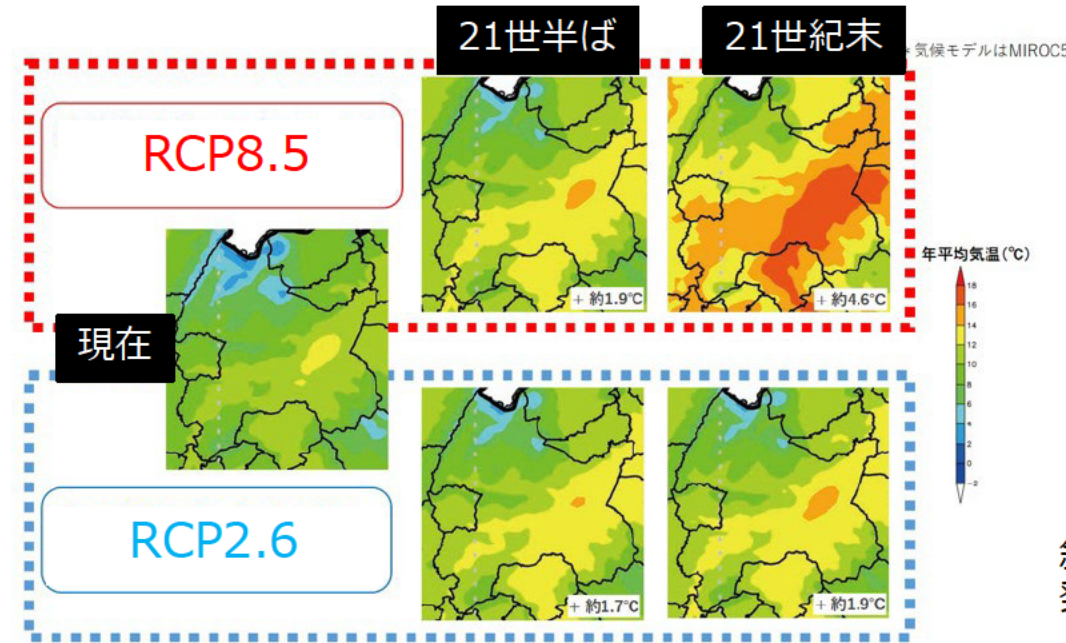 21世半ば
21世紀末
* 気候モデルはMIROC5
RCP8.5
+ 約1.9℃
+ 約4.6℃
現在
年平均気温(℃)
18
16
14
12
10
8
6
4
2
0
-2
RCP2.6
+ 約1.7℃
+ 約1.9℃